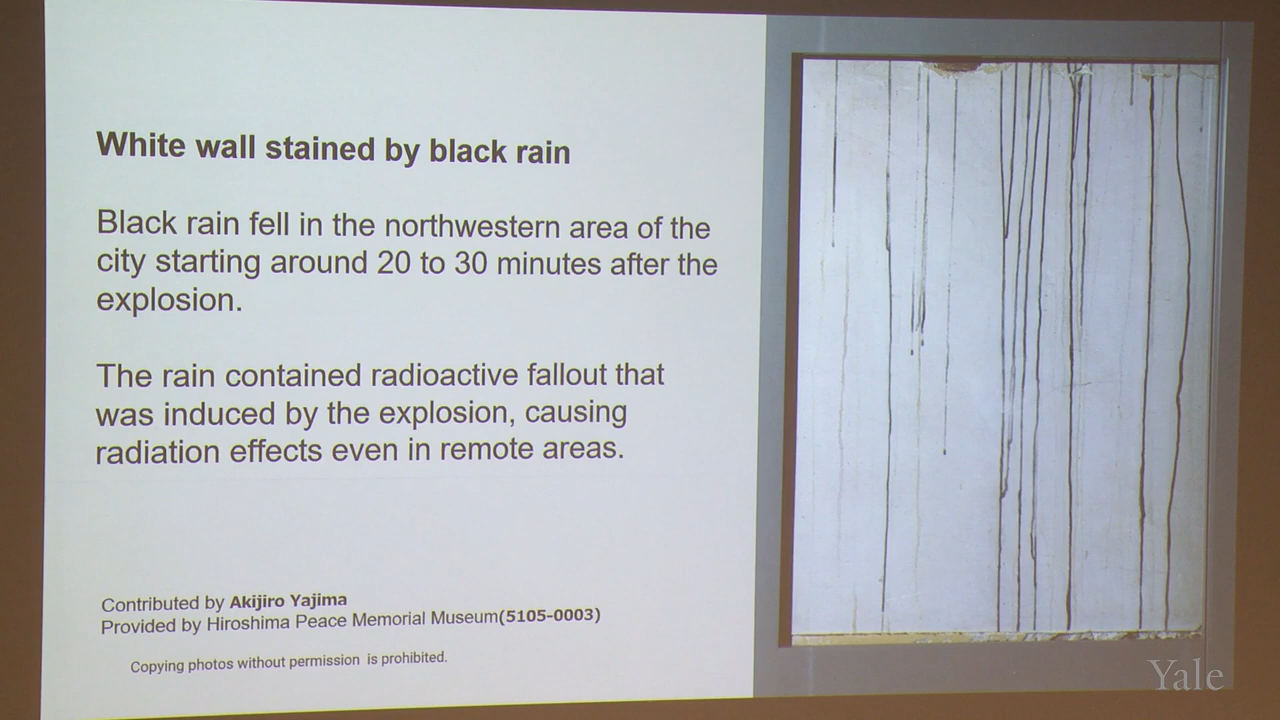 White wall stained by black rain
Black rain fell in the northwestern area of the
city starting around 20 to 30 minutes after the
explosion.
The rain contained radioactive fallout that
was induced by the explosion, causing
radiation effects even in remote areas.
Contributed by Akijiro Yajima
Provided by Hiroshima Peace Memorial Museum(5105-0003)
Copying photos without permission is prohibited.
Yale